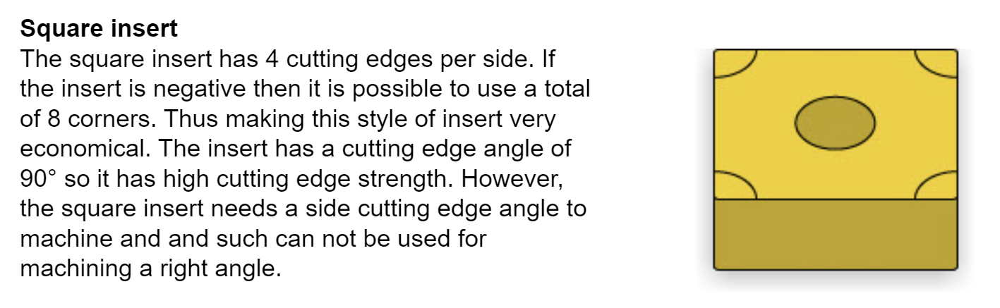 Square insert
The square insert has 4 cutting edges per side. If
the insert is negative then it is possible to use a total
of 8 corners. Thus making this style of insert very
economical. The insert has a cutting edge angle of
90° so it has high cutting edge strength. However,
the square insert needs a side cutting edge angle to
machine and and such can not be used for
machining a right angle.